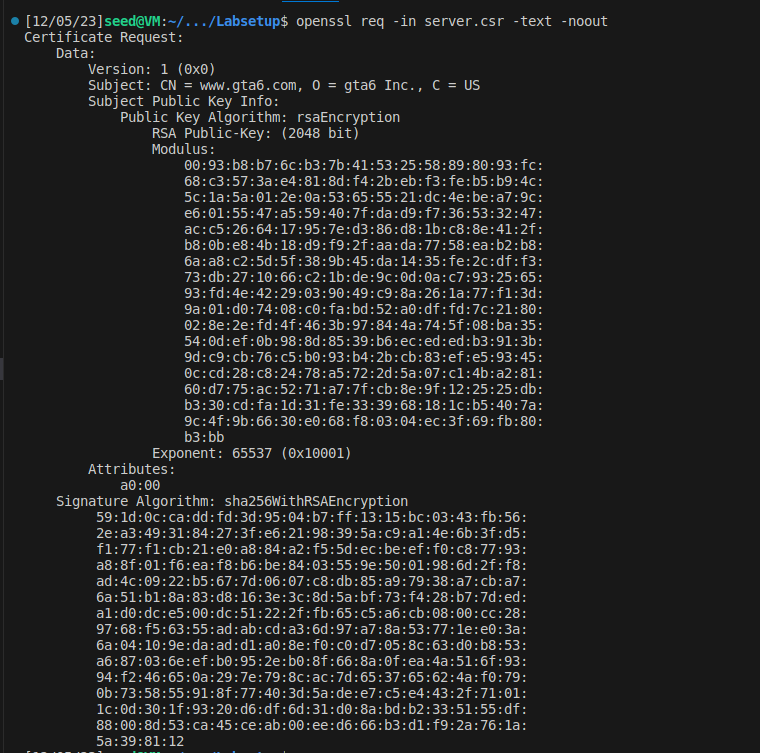 [12/05/23]seed@VM:~/.../Labsetup$ openssl req -in server.csr -text -noout
Certificate Request:
    Data:
        Version: 1 (0x0)
        Subject: CN = www.gta6.com, O = gta6 Inc., C = US
        Subject Public Key Info:
            Public Key Algorithm: rsaEncryption
                RSA Public-Key: (2048 bit)
                Modulus:
                    00:93:b8:b7:6c:b3:7b:41:53:25:58:89:80:93:fc:
                    68:c3:57:3a:e4:81:8d:f4:2b:eb:f3:fe:b5:b9:4c:
                    5c:1a:5a:01:2e:0a:53:65:55:21:dc:4e:be:a7:9c:
                    e6:01:55:47:a5:59:40:7f:da:d9:f7:36:53:32:47:
                    ac:c5:26:64:17:95:7e:d3:86:d8:1b:c8:8e:41:2f:
                    b8:0b:e8:4b:18:d9:f9:2f:aa:da:77:58:ea:b2:b8:
                    6a:a8:c2:5d:5f:38:9b:45:da:14:35:fe:2c:df:f3:
                    73:db:27:10:66:c2:1b:de:9c:0d:0a:c7:93:25:65:
                    93:fd:4e:42:29:03:90:49:c9:8a:26:1a:77:f1:3d:
                    9a:01:d0:74:08:c0:fa:bd:52:a0:df:fd:7c:21:80:
                    02:8e:2e:fd:4f:46:3b:97:84:4a:74:5f:08:ba:35:
                    54:0d:ef:0b:98:8d:85:39:b6:ec:ed:ed:b3:91:3b:
                    9d:c9:cb:76:c5:b0:93:b4:2b:cb:83:ef:e5:93:45:
                    0c:cd:28:c8:24:78:a5:72:2d:5a:07:c1:4b:a2:81:
                    60:d7:75:ac:52:71:a7:7f:cb:8e:9f:12:25:25:db:
                    b3:30:cd:fa:1d:31:fe:33:39:68:18:1c:b5:40:7a:
                    9c:4f:9b:66:30:e0:68:f8:03:04:ec:3f:69:fb:80:
                    b3:bb
                Exponent: 65537 (0x10001)
        Attributes:
            a0:00
    Signature Algorithm: sha256WithRSAEncryption
         59:1d:0c:ca:dd:fd:3d:95:04:b7:ff:13:15:bc:03:43:fb:56:
         2e:a3:49:31:84:27:3f:e6:21:98:39:5a:c9:a1:4e:6b:3f:d5:
         f1:77:f1:cb:21:e0:a8:84:a2:f5:5d:ec:be:ef:f0:c8:77:93:
         a8:8f:01:f6:ea:f8:b6:be:84:03:55:9e:50:01:98:6d:2f:f8:
         ad:4c:09:22:b5:67:7d:06:07:c8:db:85:a9:79:38:a7:cb:a7:
         6a:51:b1:8a:83:d8:16:3e:3c:8d:5a:bf:73:f4:28:b7:7d:ed:
         a1:d0:dc:e5:00:dc:51:22:2f:fb:65:c5:a6:cb:08:00:cc:28:
         97:68:f5:63:55:ad:ab:cd:a3:6d:97:a7:8a:53:77:1e:e0:3a:
         6a:04:10:9e:da:ad:d1:a0:8e:f0:c0:d7:05:8c:63:d0:b8:53:
         a6:87:03:6e:ef:b0:95:2e:b0:8f:66:8a:0f:ea:4a:51:6f:93:
         94:f2:46:65:0a:29:7e:79:8c:ac:7d:65:37:65:62:4a:f0:79:
         0b:73:58:55:91:8f:77:40:3d:5a:de:e7:c5:e4:43:2f:71:01:
         1c:0d:30:1f:93:20:d6:df:6d:31:d0:8a:bd:b2:33:51:55:df:
         88:00:8d:53:ca:45:ce:ab:00:ee:d6:66:b3:d1:f9:2a:76:1a:
         5a:39:81:12